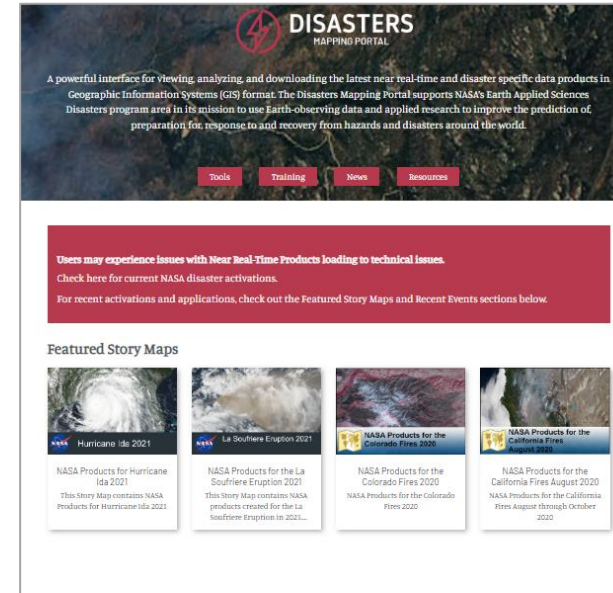 DISASTERS
MAPPING PORTAL
A powerful interface for viewing, analyzing, and downloading the latest near real-time and disaster specific data products in
Geographic Information Systems (GIS) format. The Disasters Mapping Portal supports NASA's Earth Applied Sciences
Disasters program area in its mission to use Earth-observing data and applied research to improve the prediction of,
preparation for, response to and recovery from hazards and disasters around the world.
Tools Training News Resources
Users may experience issues with Near Real-Time Products loading to technical issues.
Check here for current NASA disaster activations.
For recent activations and applications, check out the Featured Story Maps and Recent Events sections below.
Featured Story Maps
NASA Hurricane Ida 2021
NASA Products for Hurricane
Ida 2021
This Story Map contains NASA
Products for Hurricane Ida 2021
NASA La Soufriere Eruption 2021
NASA Products for the La
Soufriere Eruption 2021
This Story Map contains NASA
products created for the La
Soufriere Eruption in 2021....
NASA Products for the
Colorado Fires 2020
NASA Products for the
Colorado Fires 2020
NASA Products for the Colorado
Fires 2020
NASA Products for the
California Fires
August 2020
NASA Products for the
California Fires August 2020
NASA Products for the California
Fires August through October
2020